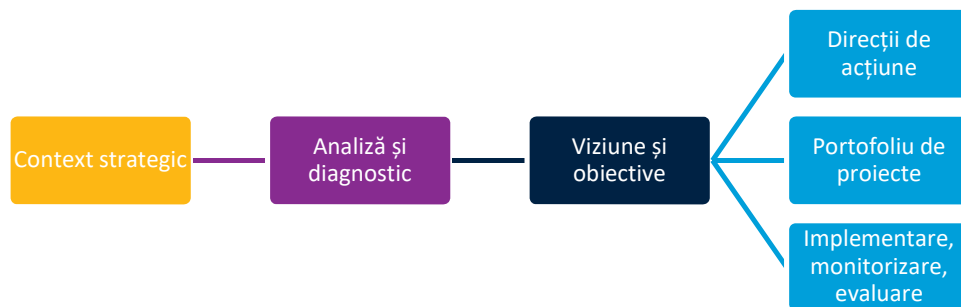 Context strategic
Analiză și
diagnostic
Viziune și
obiective
Direcții de
acțiune
Portofoliu de
proiecte
Implementare,
monitorizare,
evaluare